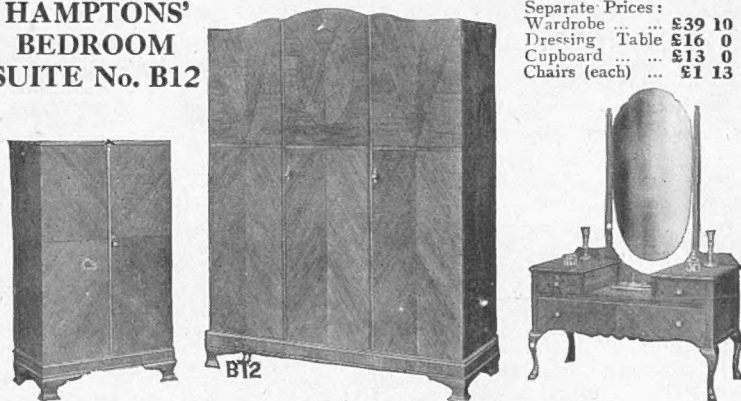 HAMPTONS'
BEDROOM
SUITE No. B12
Separate Prices:
Wardrobe ... ... £39 10
Dressing Table £16 0
Cupboard ... ... £13 0
Chairs (each) ... £1 13
B12